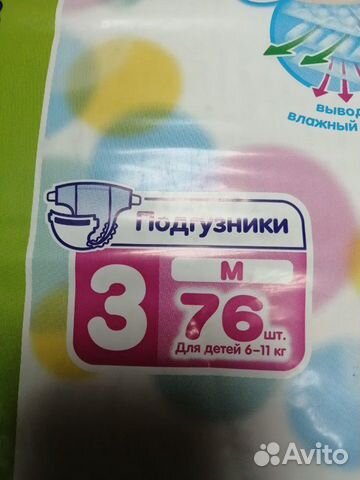 вывод
влажный
Подгузники
3
M
76 шт.
Для детей 6-11 кг
Avito